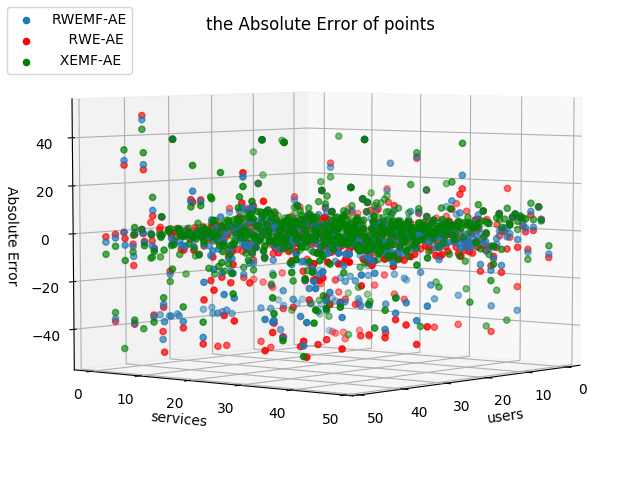 the Absolute Error of points
RWEMF-AE
RWE-AE
XEMF-AE
Absolute Error
40
20
0
−20
−40
0
10
20
30
40
50
services
50
40
30
20
10
0
users